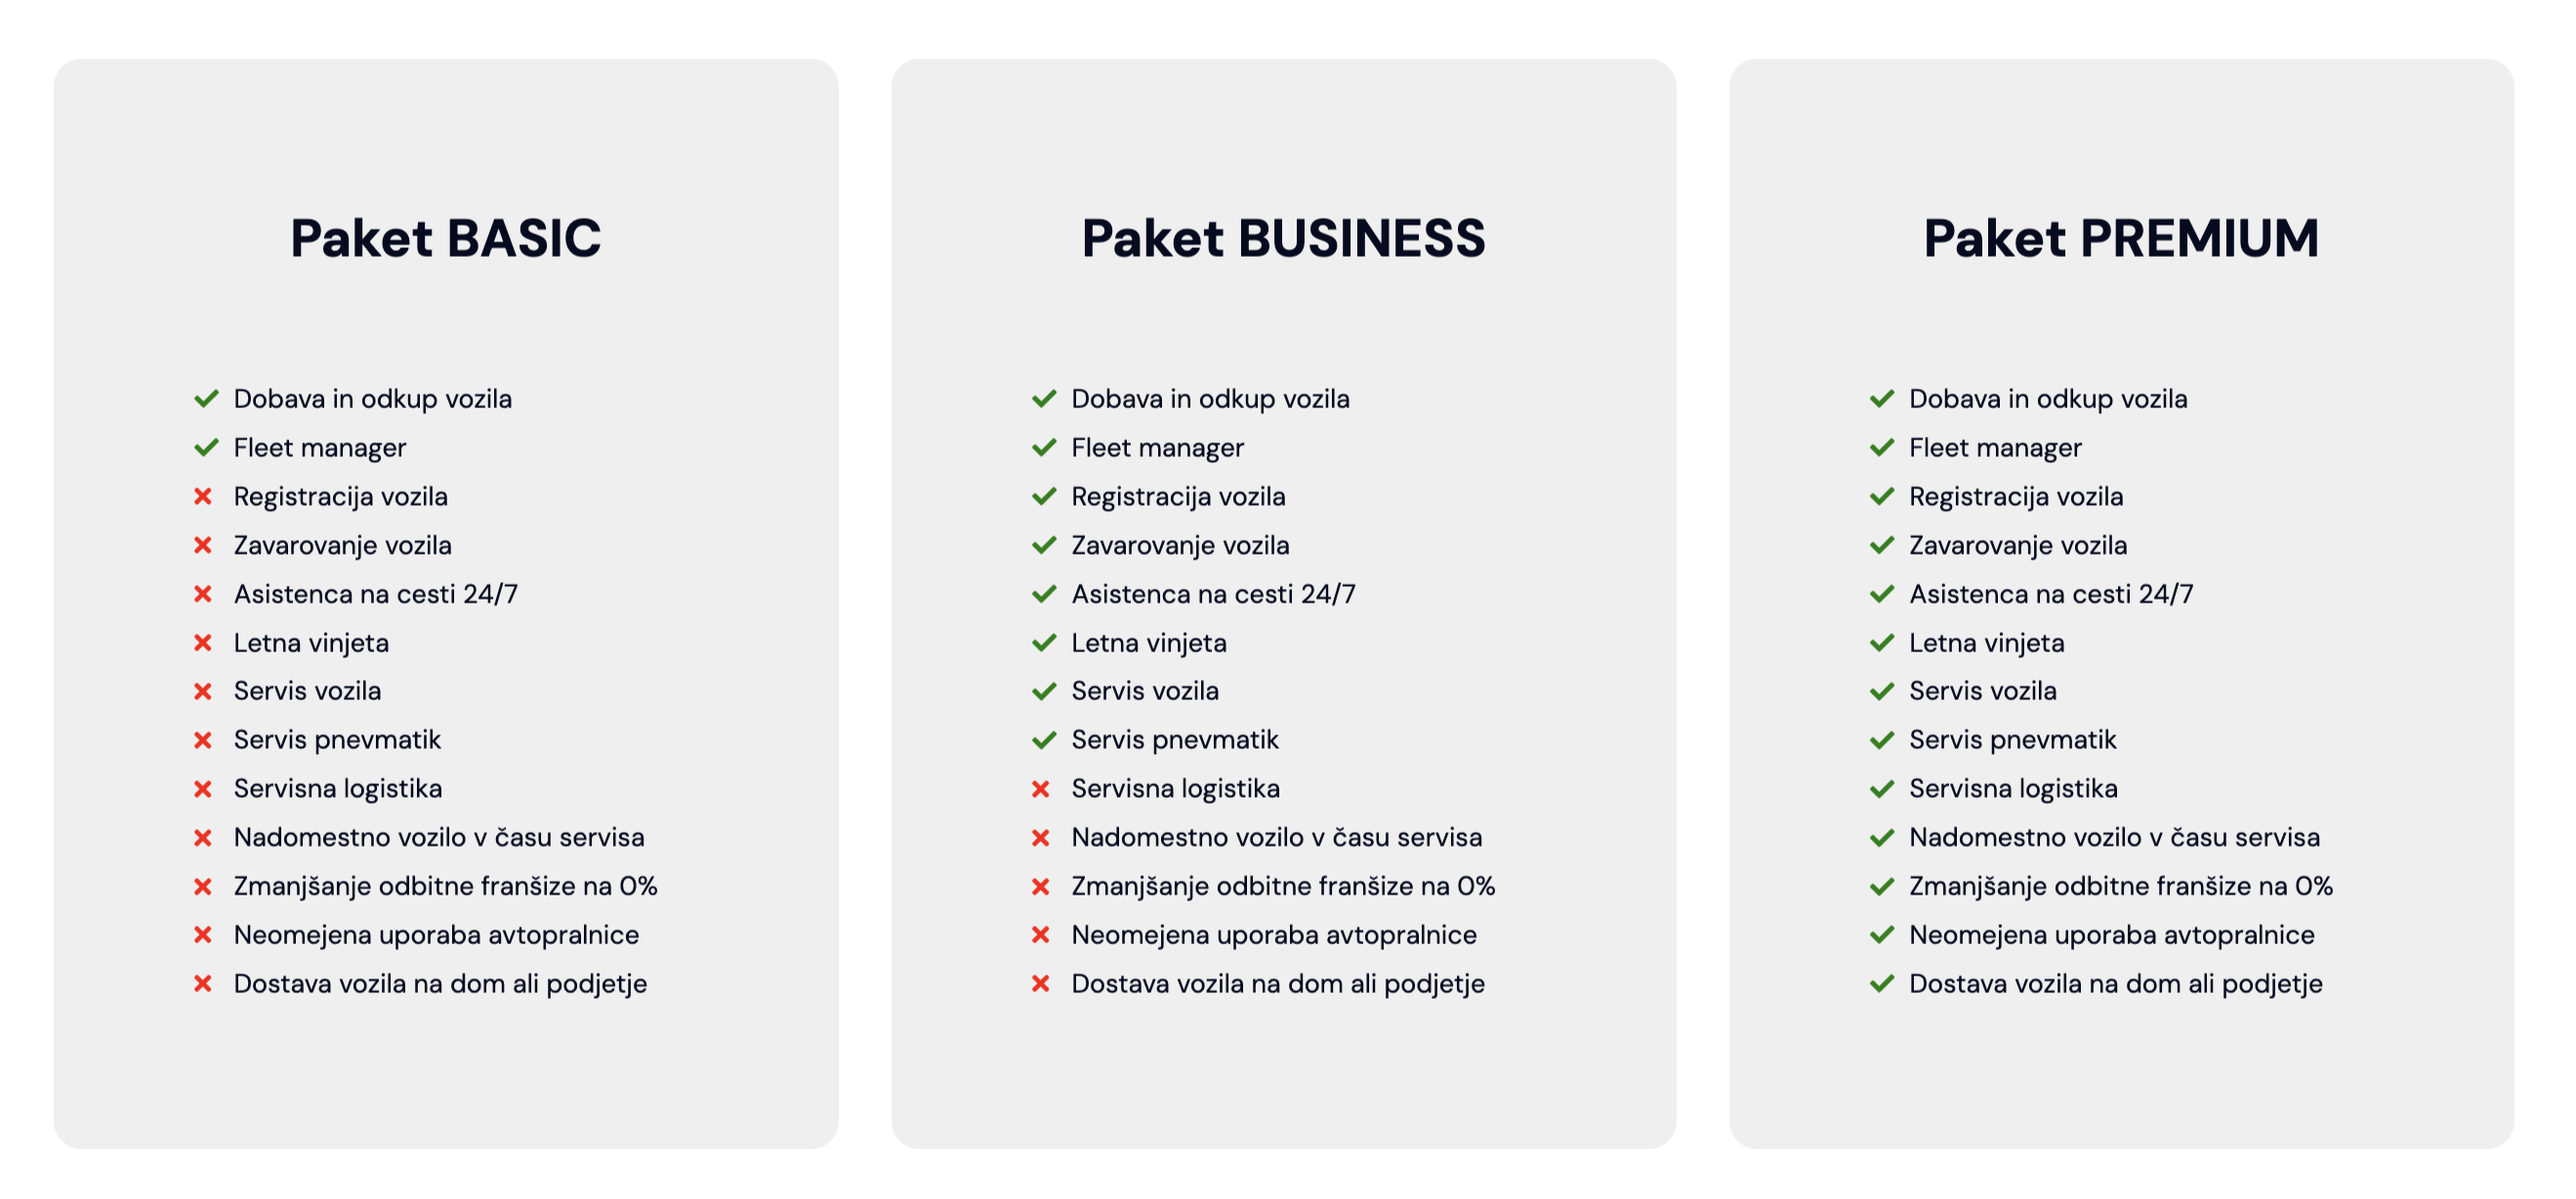 Paket BASIC
Dobava in odkup vozila
Fleet manager
Registracija vozila
Zavarovanje vozila
Asistenca na cesti 24/7
Letna vinjeta
Servis vozila
Servis pnevmatik
Servisna logistika
Nadomestno vozilo v času servisa
Zmanjšanje odbitne franšize na 0%
Neomejena uporaba avtopralnice
Dostava vozila na dom ali podjetje
Paket BUSINESS
Dobava in odkup vozila
Fleet manager
Registracija vozila
Zavarovanje vozila
Asistenca na cesti 24/7
Letna vinjeta
Servis vozila
Servis pnevmatik
Servisna logistika
Nadomestno vozilo v času servisa
Zmanjšanje odbitne franšize na 0%
Neomejena uporaba avtopralnice
Dostava vozila na dom ali podjetje
Paket PREMIUM
Dobava in odkup vozila
Fleet manager
Registracija vozila
Zavarovanje vozila
Asistenca na cesti 24/7
Letna vinjeta
Servis vozila
Servis pnevmatik
Servisna logistika
Nadomestno vozilo v času servisa
Zmanjšanje odbitne franšize na 0%
Neomejena uporaba avtopralnice
Dostava vozila na dom ali podjetje